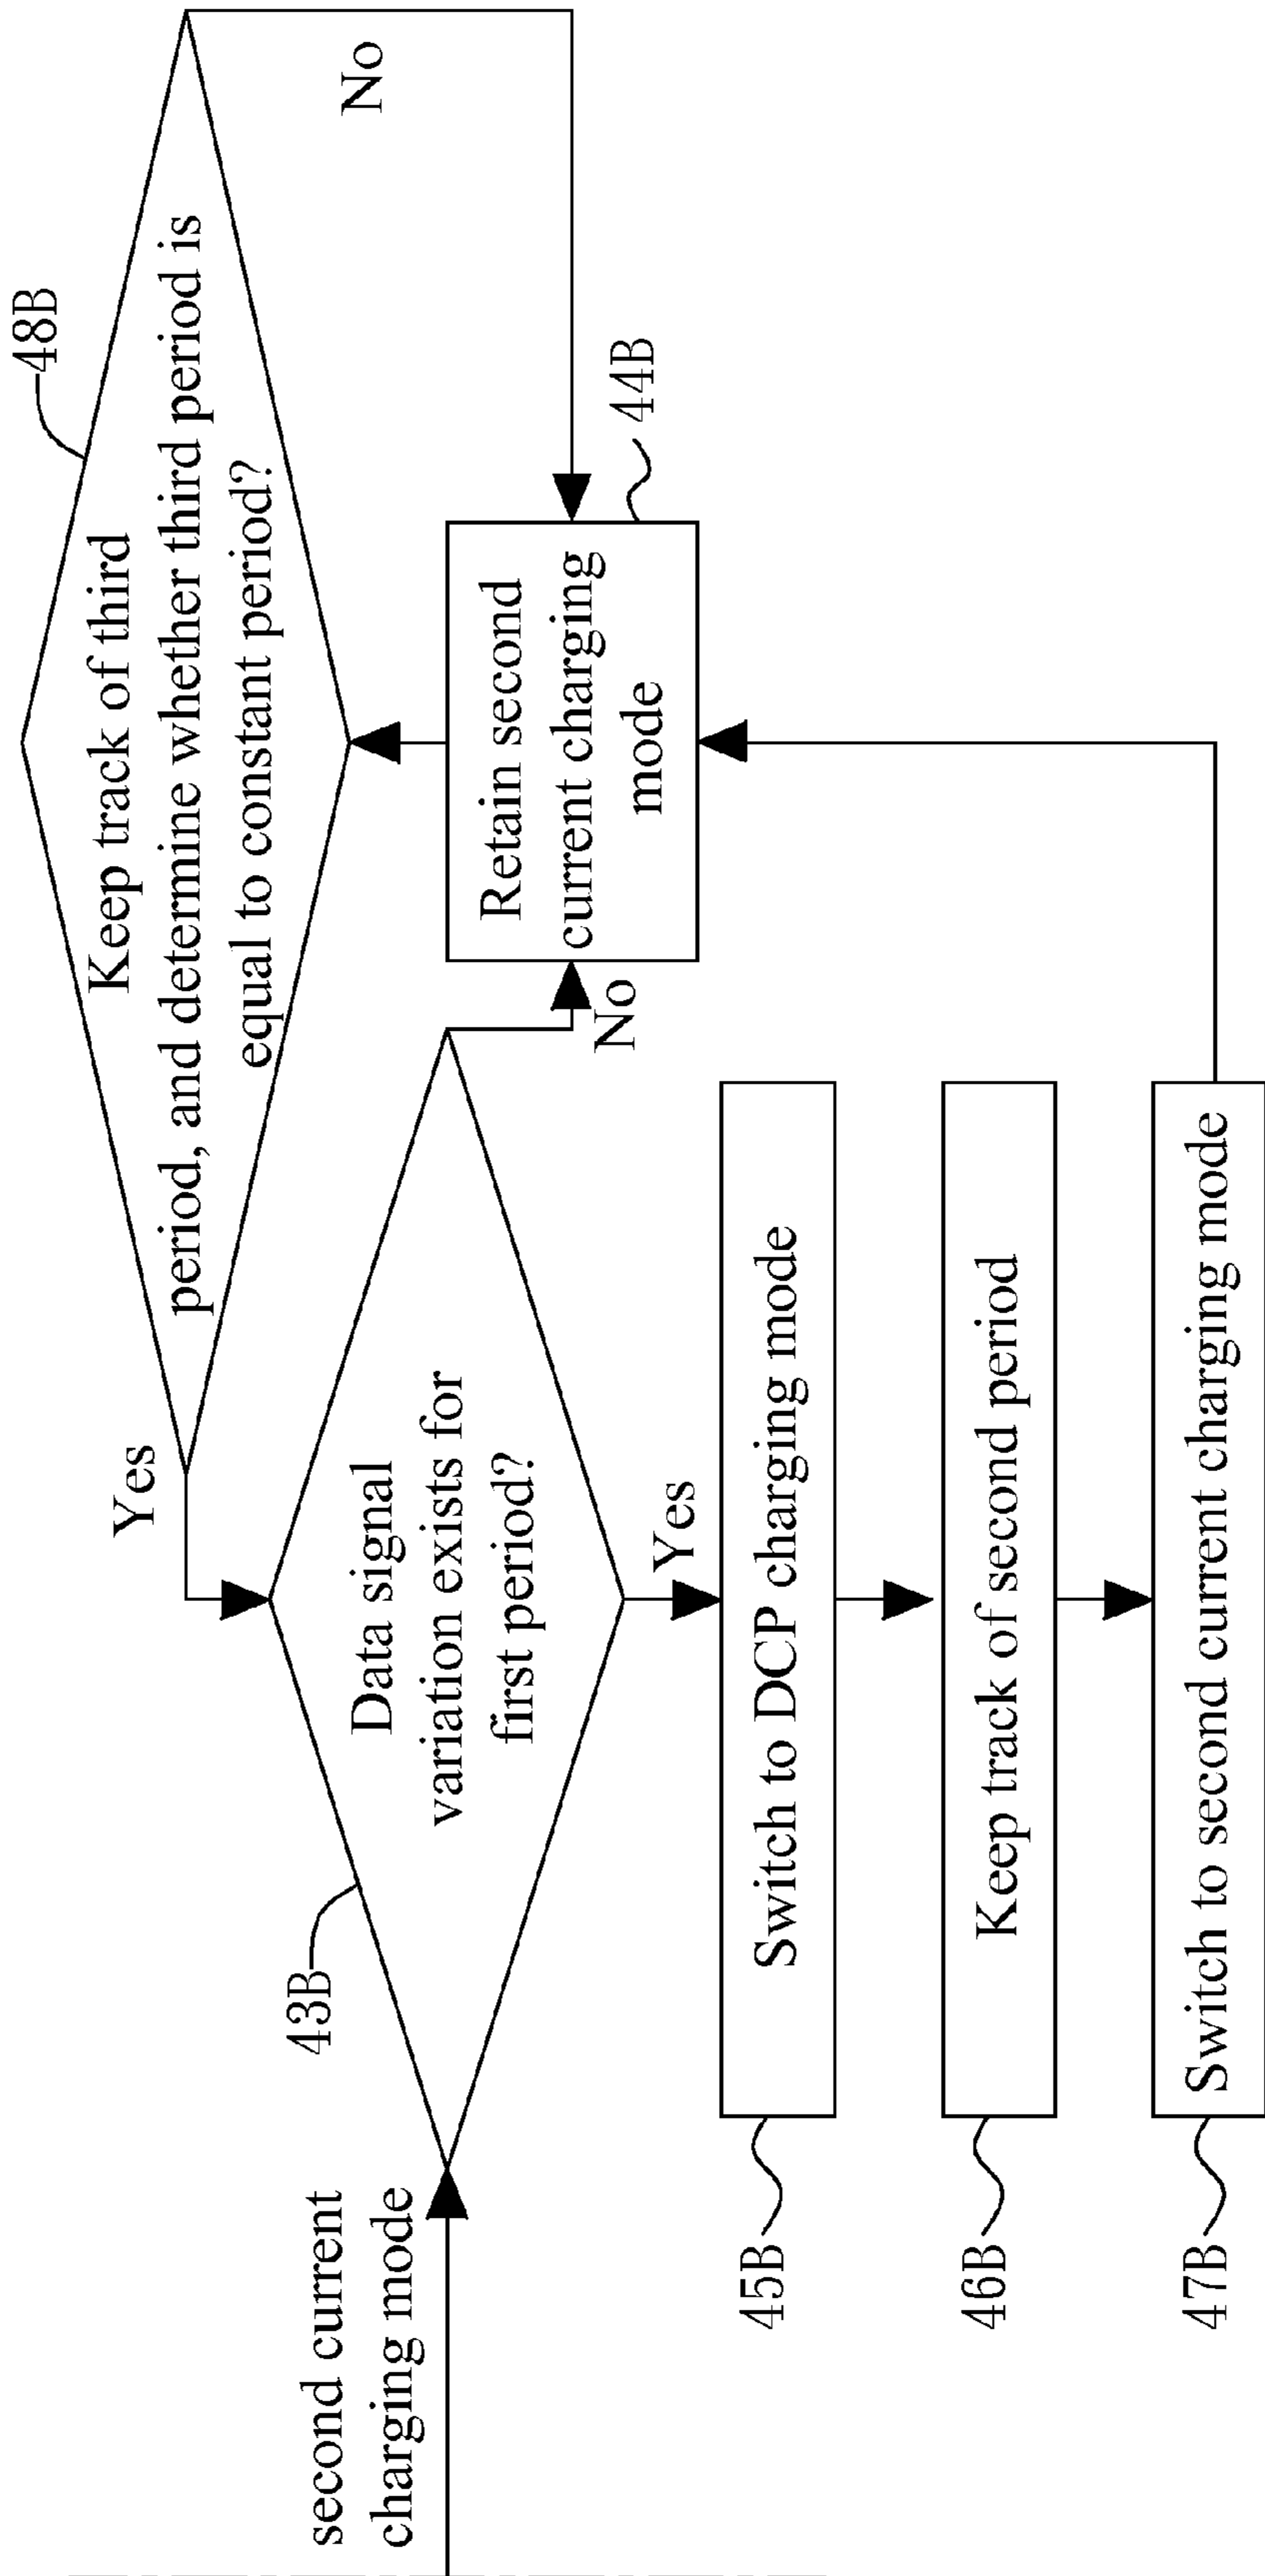 second current
charging mode
43B
Data signal
variation exists for
first period?
Yes
No
48B
Keep track of third
period, and determine whether third period is
equal to constant period?
Yes
No
Retain second
current charging
mode
44B
45B
Switch to DCP charging mode
46B
Keep track of second period
47B
Switch to second current charging mode